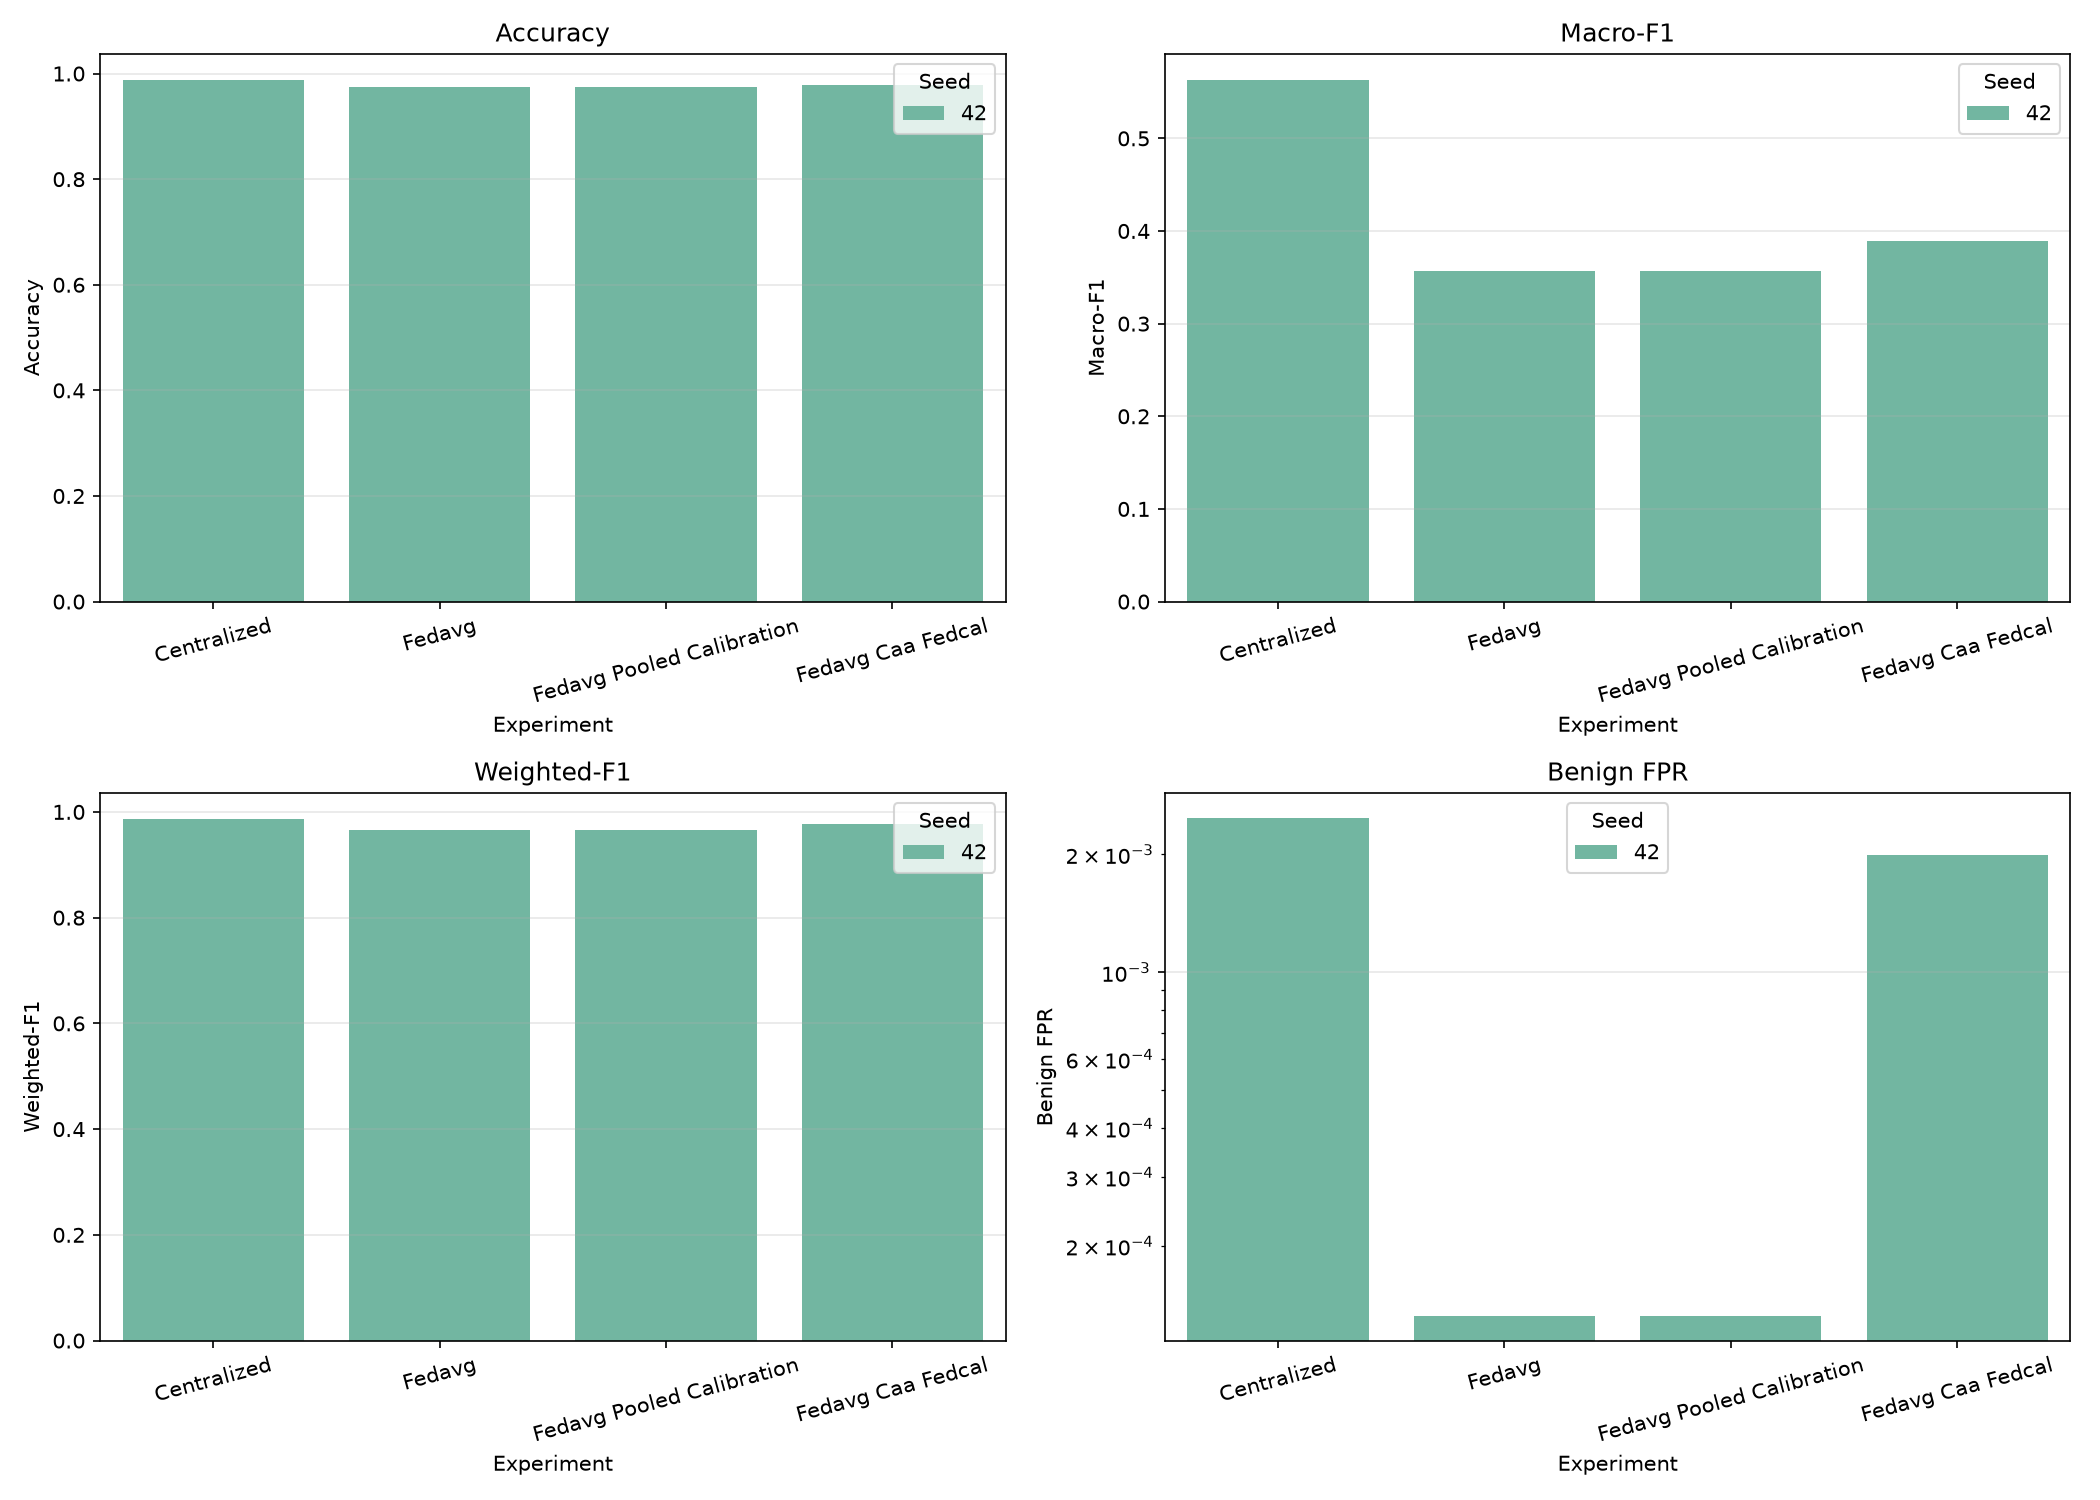 Accuracy
Accuracy
1.0
0.8
0.6
0.4
0.2
0.0
Seed
42
Centralized
Fedavg
Fedavg Pooled Calibration
Fedavg Caa Fedcal
Experiment
Macro-F1
Macro-F1
0.5
0.4
0.3
0.2
0.1
0.0
Seed
42
Centralized
Fedavg
Fedavg Pooled Calibration
Fedavg Caa Fedcal
Experiment
Weighted-F1
Weighted-F1
1.0
0.8
0.6
0.4
0.2
0.0
Seed
42
Centralized
Fedavg
Fedavg Pooled Calibration
Fedavg Caa Fedcal
Experiment
Benign FPR
Benign FPR
2 × 10⁻³
10⁻³
6 × 10⁻⁴
4 × 10⁻⁴
3 × 10⁻⁴
2 × 10⁻⁴
Seed
42
Centralized
Fedavg
Fedavg Pooled Calibration
Fedavg Caa Fedcal
Experiment